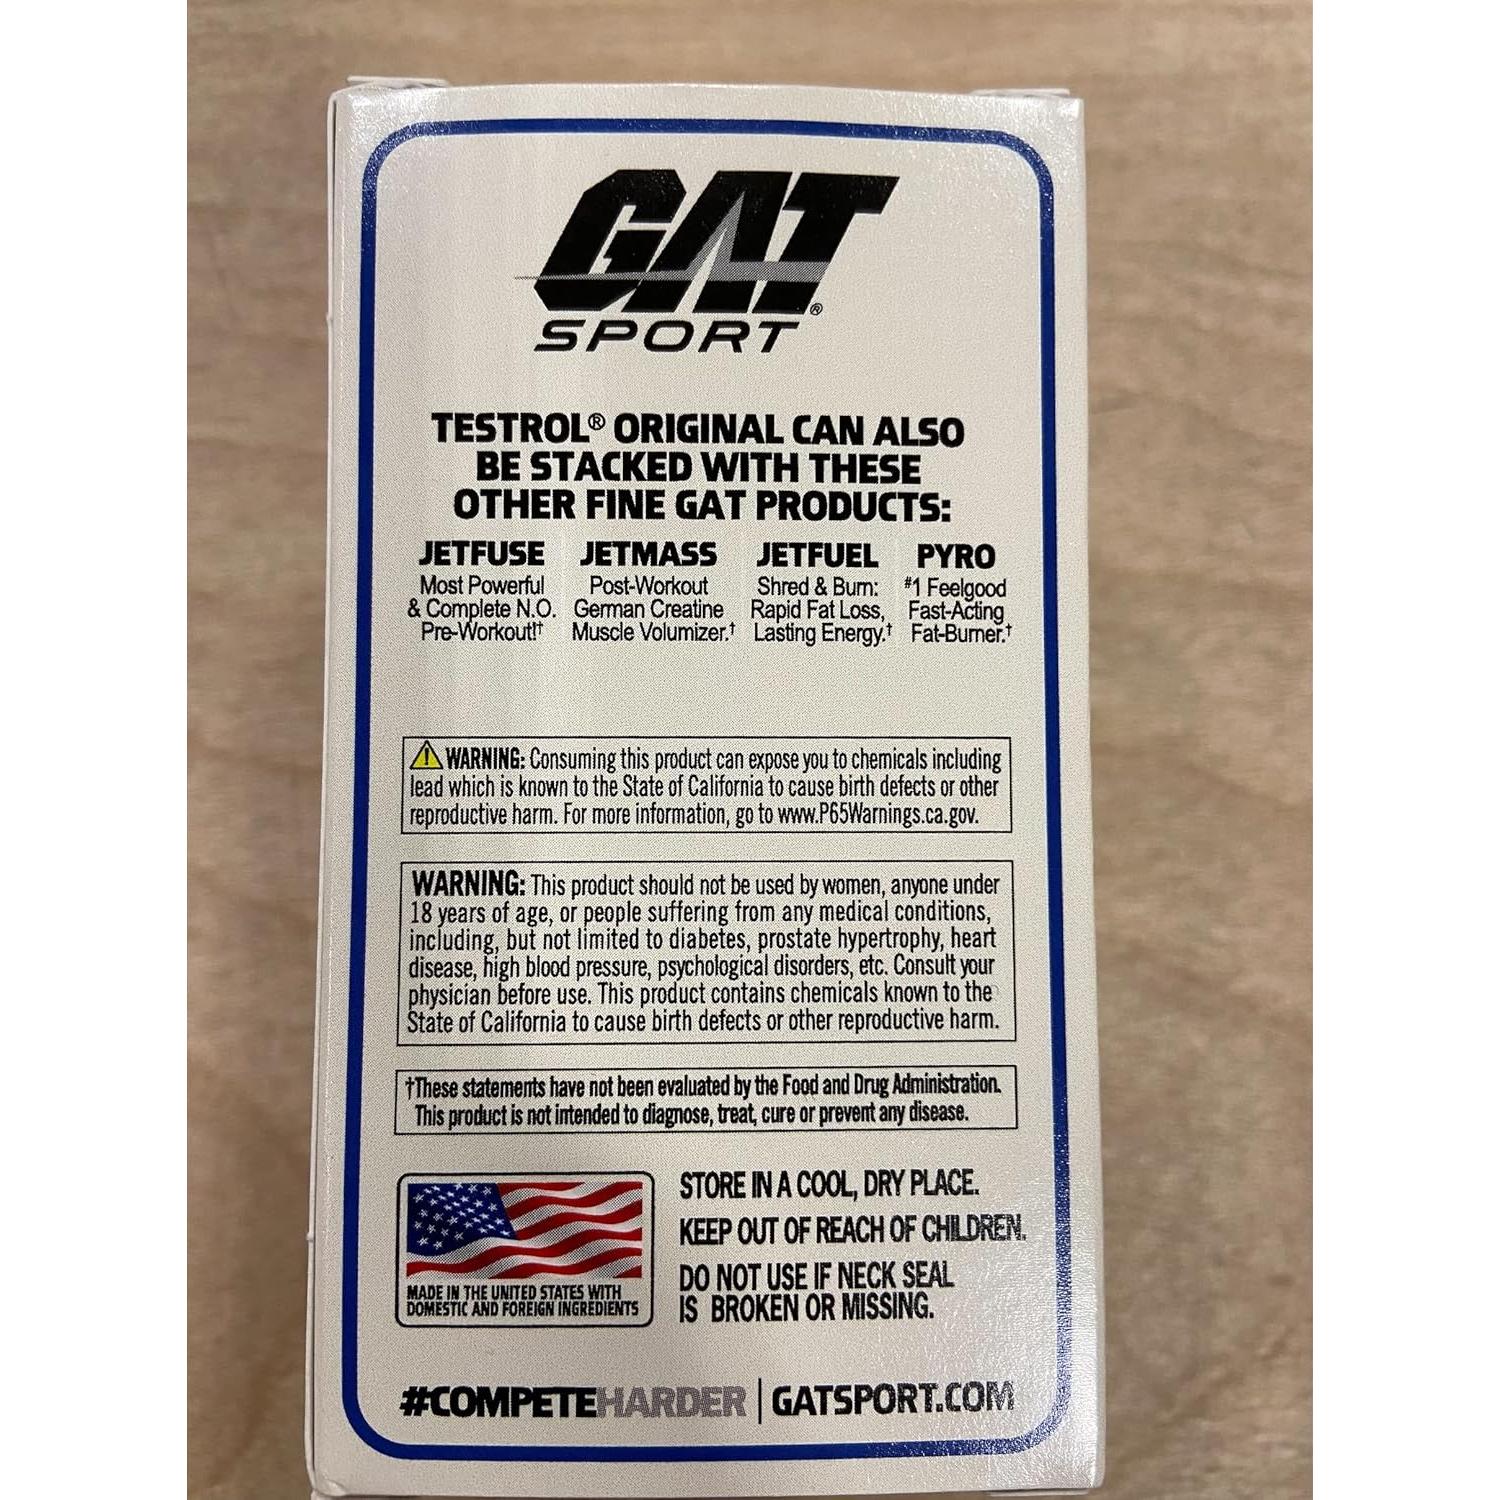 GAT
SPORT®
TESTROL® ORIGINAL CAN ALSO
BE STACKED WITH THESE
OTHER FINE GAT PRODUCTS:
JETFUSE
Most Powerful
& Complete N.O.
Pre-Workout!†
JETMASS
Post-Workout
German Creatine
Muscle Volumizer.†
JETFUEL
Shred & Burn:
Rapid Fat Loss,
Lasting Energy.†
PYRO
#1 Feelgood
Fast-Acting
Fat-Burner.†
WARNING: Consuming this product can expose you to chemicals including
lead which is known to the State of California to cause birth defects or other
reproductive harm. For more information, go to www.P65Warnings.ca.gov.
WARNING: This product should not be used by women, anyone under
18 years of age, or people suffering from any medical conditions,
including, but not limited to diabetes, prostate hypertrophy, heart
disease, high blood pressure, psychological disorders, etc. Consult your
physician before use. This product contains chemicals known to the
State of California to cause birth defects or other reproductive harm.
†These statements have not been evaluated by the Food and Drug Administration.
This product is not intended to diagnose, treat, cure or prevent any disease.
MADE IN THE UNITED STATES WITH
DOMESTIC AND FOREIGN INGREDIENTS
STORE IN A COOL, DRY PLACE.
KEEP OUT OF REACH OF CHILDREN.
DO NOT USE IF NECK SEAL
IS BROKEN OR MISSING.
#COMPETEHARDER | GATSPORT.COM